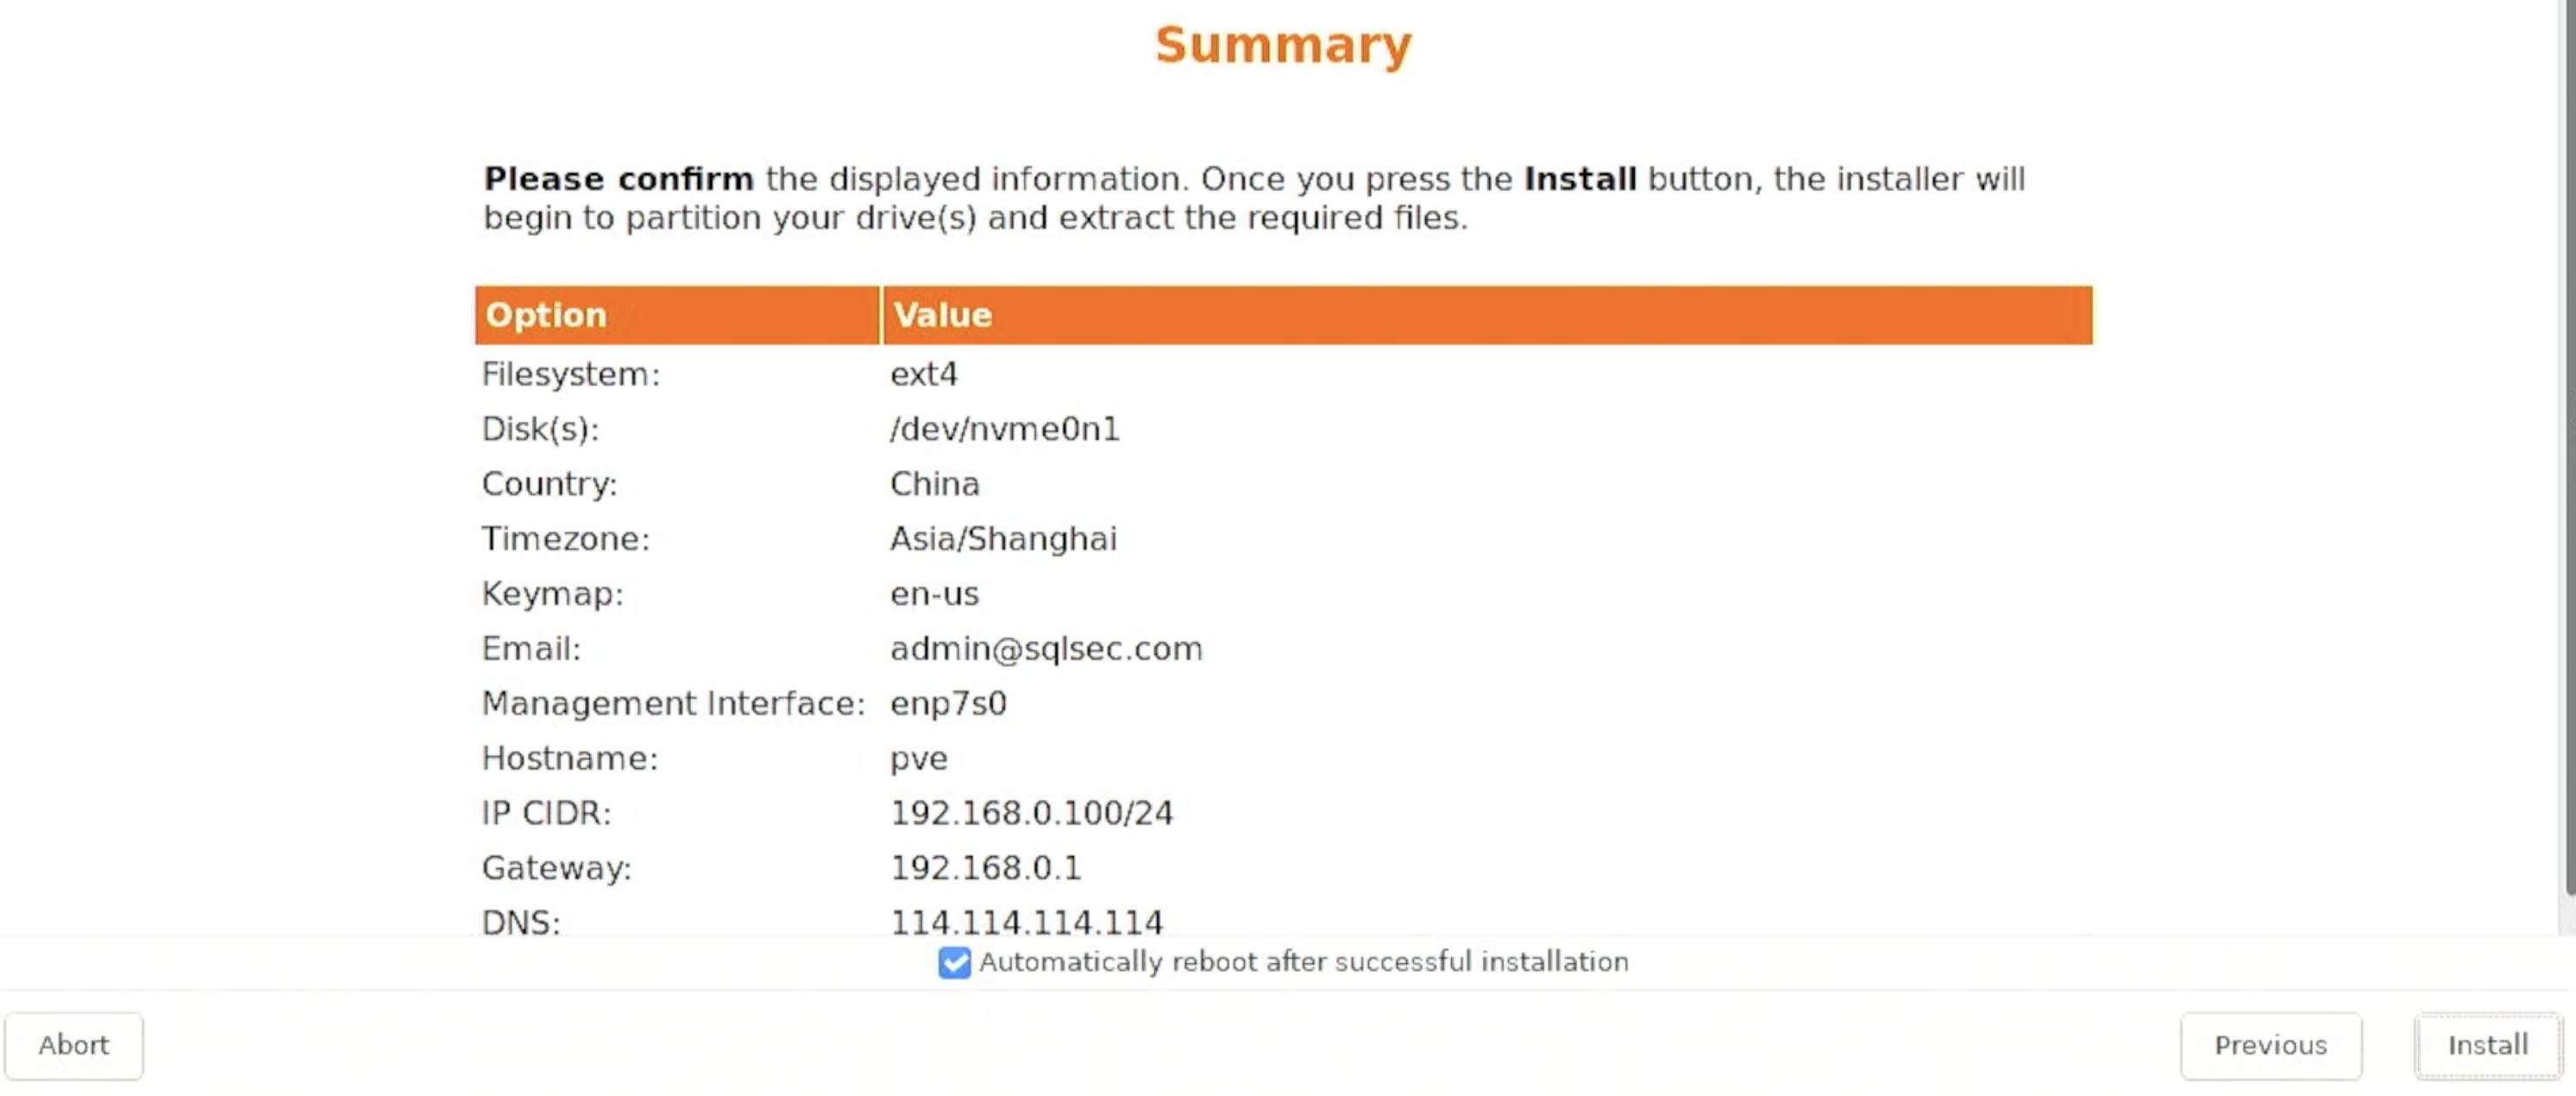 Summary
Please confirm the displayed information. Once you press the Install button, the installer will
begin to partition your drive(s) and extract the required files.
Option Value
Filesystem: ext4
Disk(s): /dev/nvme0n1
Country: China
Timezone: Asia/Shanghai
Keymap: en-us
Email: admin@sqlsec.com
Management Interface: enp7s0
Hostname: pve
IP CIDR: 192.168.0.100/24
Gateway: 192.168.0.1
DNS: 114.114.114.114
Automatically reboot after successful installation
Abort Previous Install